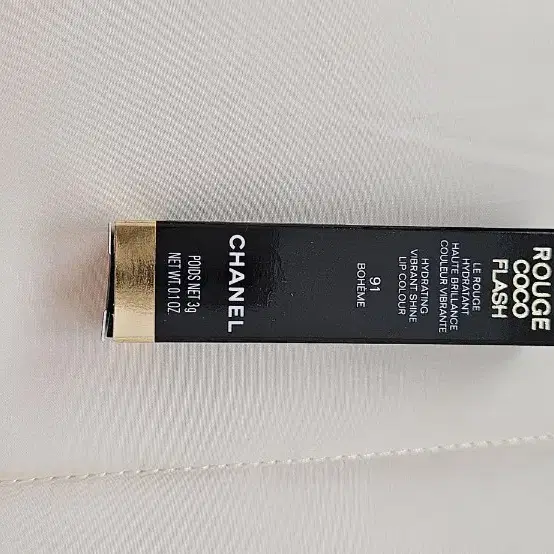 ROUGE
COCO
FLASH
LE ROUGE
HYDRATANT
HAUTE BRILLANCE
COULEUR VIBRANTE
HYDRATING
VIBRANT SHINE
LIP COLOUR
91
BOHÈME
CHANEL
POIDS NET 3g
NET WT. 0.1 OZ